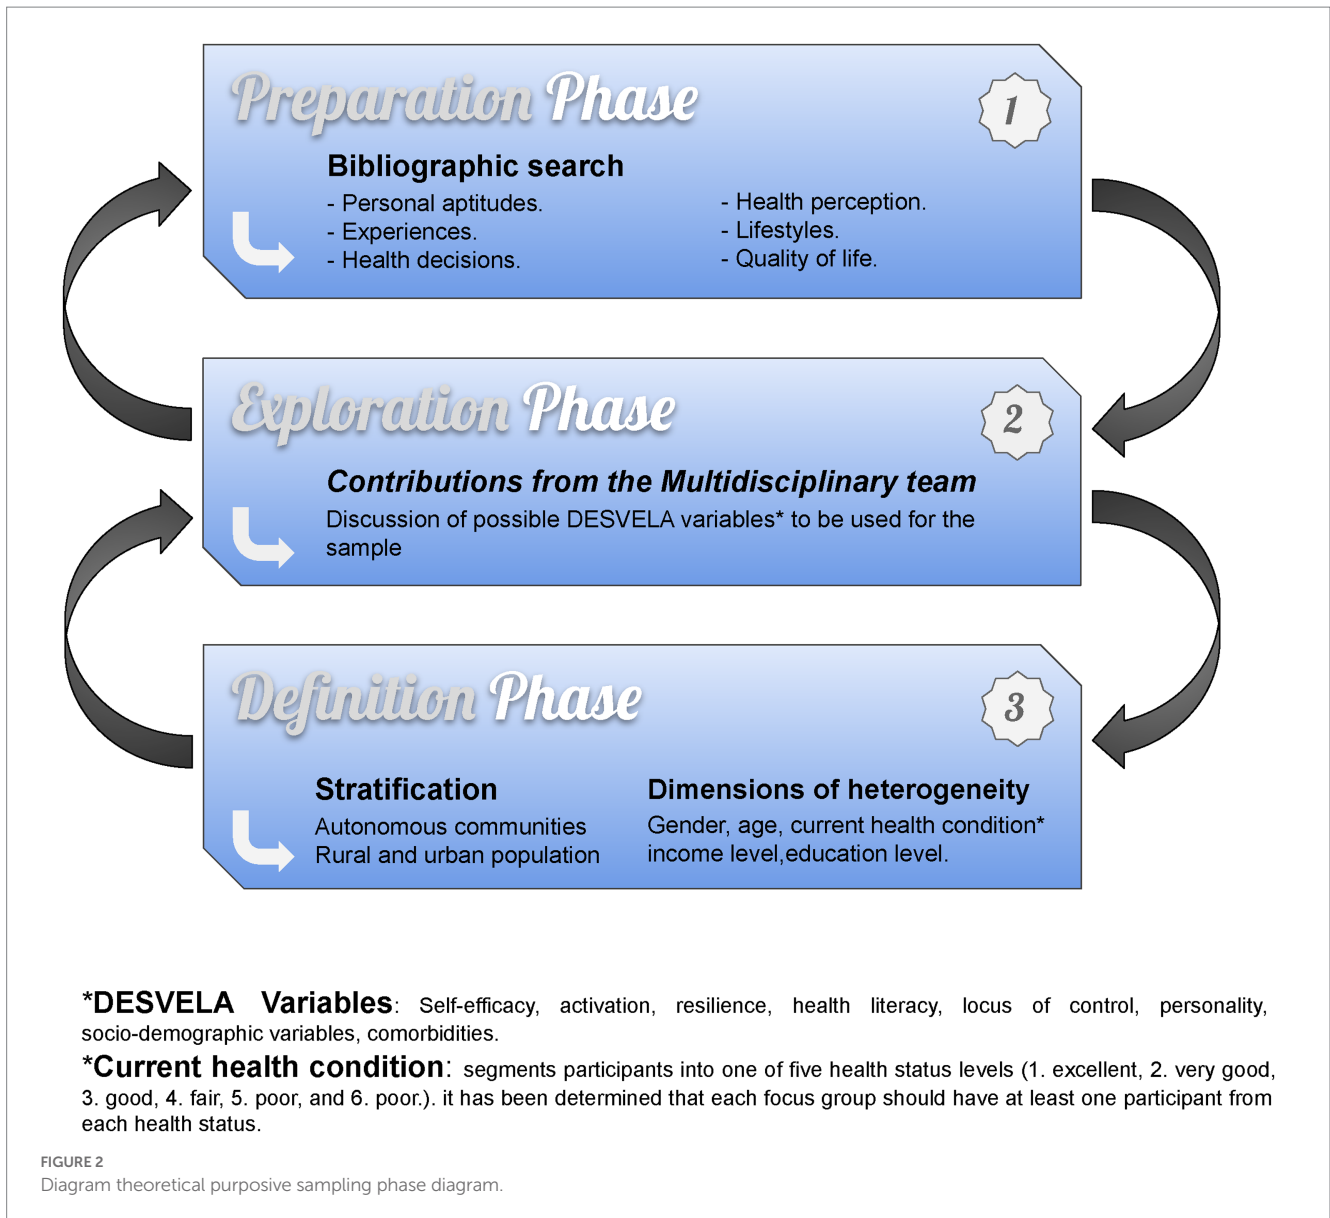 Preparation Phase
1
Bibliographic search
- Personal aptitudes.
- Experiences.
- Health decisions.
- Health perception.
- Lifestyles.
- Quality of life.
Exploration Phase
2
Contributions from the Multidisciplinary team
Discussion of possible DESVELA variables* to be used for the
sample
Definition Phase
3
Stratification
Autonomous communities
Rural and urban population
Dimensions of heterogeneity
Gender, age, current health condition*
income level,education level.
*DESVELA Variables: Self-efficacy, activation, resilience, health literacy, locus of control, personality,
socio-demographic variables, comorbidities.
*Current health condition: segments participants into one of five health status levels (1. excellent, 2. very good,
3. good, 4. fair, 5. poor, and 6. poor.). it has been determined that each focus group should have at least one participant from
each health status.
FIGURE 2
Diagram theoretical purposive sampling phase diagram.